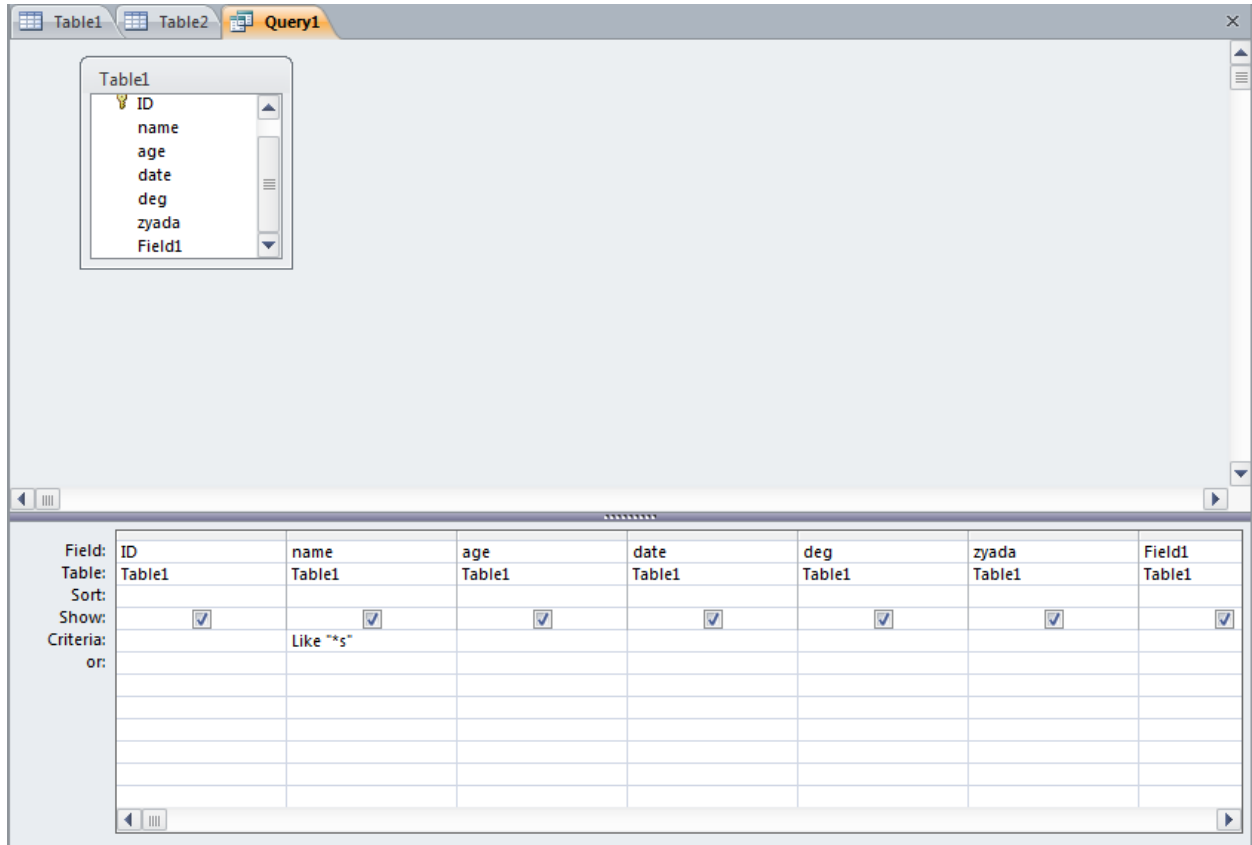 Table1 Table2 Query1
Table1
ID
name
age
date
deg
zyada
Field1
Field: ID name age date deg zyada Field1
Table: Table1 Table1 Table1 Table1 Table1 Table1 Table1
Sort:
Show:
Criteria: Like "*s"
or: